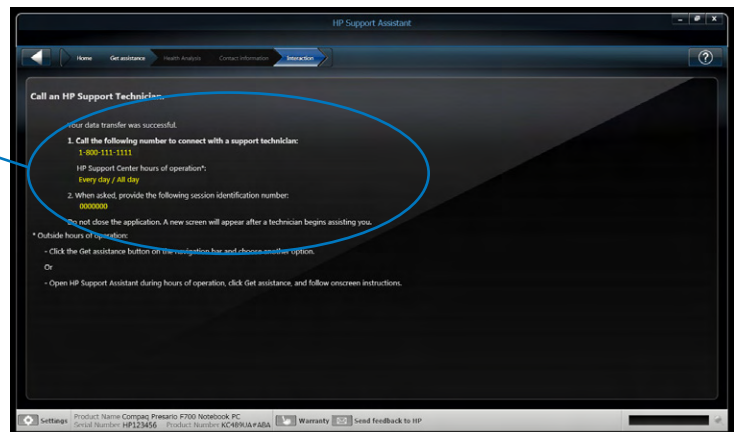 HP Support Assistant
Home Get assistance Health Analysis Contact Information Interaction
Call an HP Support Technician.
Your data transfer was successful.
1. Call the following number to connect with a support technician:
1-800-111-1111
HP Support Center hours of operation*:
Every day / All day
2. When asked, provide the following session identification number:
0000000
Do not close the application. A new screen will appear after a technician begins assisting you.
* Outside hours of operation:
- Click the Get assistance button on the navigation bar and choose another option.
Or
- Open HP Support Assistant during hours of operation, click Get assistance, and follow onscreen instructions.
Settings Product Name Compaq Presario F700 Notebook PC Warranty Send feedback to HP
Serial Number HP123456 Product Number KC489UA#ABA